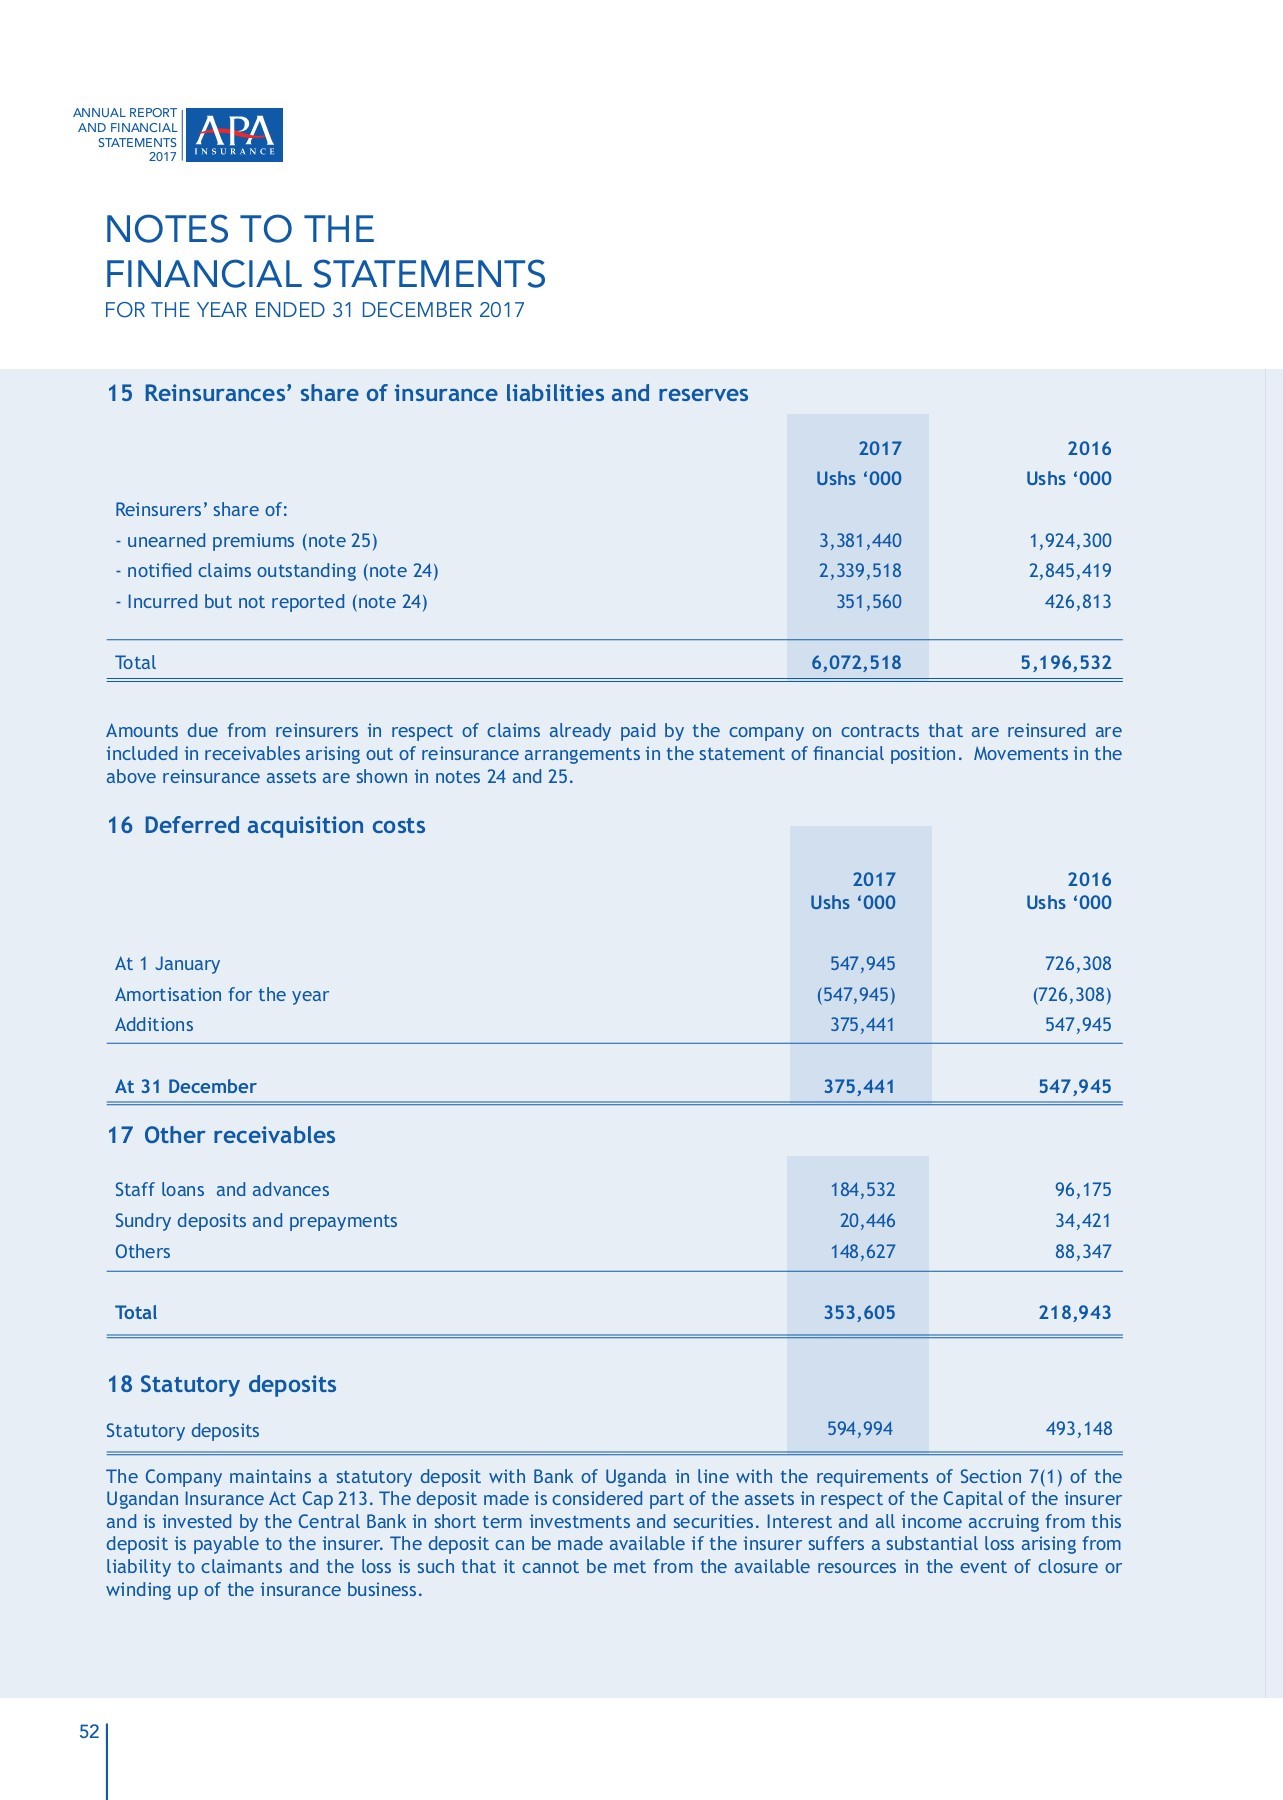 ANNUAL REPORT
AND FINANCIAL
STATEMENTS
2017
APA
INSURANCE
NOTES TO THE
FINANCIAL STATEMENTS
FOR THE YEAR ENDED 31 DECEMBER 2017
15 Reinsurances’ share of insurance liabilities and reserves
2017 2016
Ushs ‘000 Ushs ‘000
Reinsurers’ share of:
- unearned premiums (note 25) 3,381,440 1,924,300
- notified claims outstanding (note 24) 2,339,518 2,845,419
- Incurred but not reported (note 24) 351,560 426,813
Total 6,072,518 5,196,532
Amounts due from reinsurers in respect of claims already paid by the company on contracts that are reinsured are
included in receivables arising out of reinsurance arrangements in the statement of financial position. Movements in the
above reinsurance assets are shown in notes 24 and 25.
16 Deferred acquisition costs
2017 2016
Ushs ‘000 Ushs ‘000
At 1 January 547,945 726,308
Amortisation for the year (547,945) (726,308)
Additions 375,441 547,945
At 31 December 375,441 547,945
17 Other receivables
Staff loans and advances 184,532 96,175
Sundry deposits and prepayments 20,446 34,421
Others 148,627 88,347
Total 353,605 218,943
18 Statutory deposits
Statutory deposits 594,994 493,148
The Company maintains a statutory deposit with Bank of Uganda in line with the requirements of Section 7(1) of the
Ugandan Insurance Act Cap 213. The deposit made is considered part of the assets in respect of the Capital of the insurer
and is invested by the Central Bank in short term investments and securities. Interest and all income accruing from this
deposit is payable to the insurer. The deposit can be made available if the insurer suffers a substantial loss arising from
liability to claimants and the loss is such that it cannot be met from the available resources in the event of closure or
winding up of the insurance business.
52